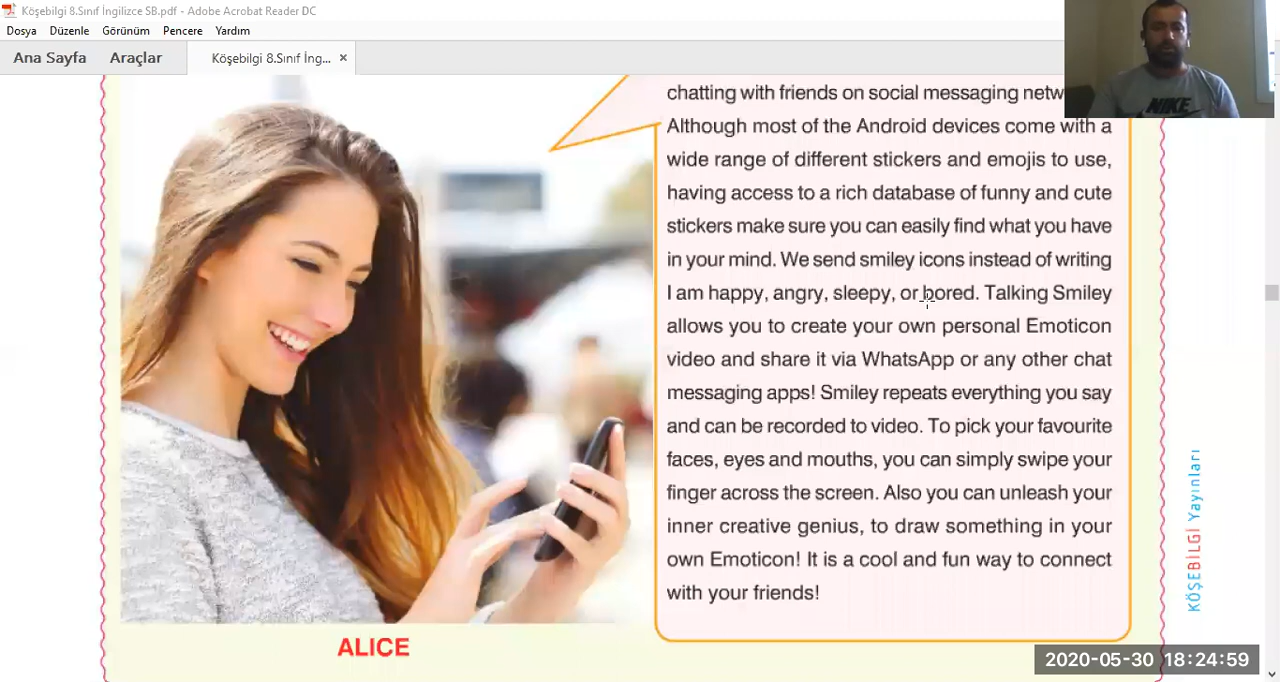 Köşebilgi 8.Sınıf İngilizce SB.pdf - Adobe Acrobat Reader DC
Dosya Düzenle Görünüm Pencere Yardım
Ana Sayfa Araçlar Köşebilgi 8.Sınıf İng... ×
chatting with friends on social messaging
Although most of the Android devices come with a
wide range of different stickers and emojis to use,
having access to a rich database of funny and cute
stickers make sure you can easily find what you have
in your mind. We send smiley icons instead of writing
I am happy, angry, sleepy, or bored. Talking Smiley
allows you to create your own personal Emoticon
video and share it via WhatsApp or any other chat
messaging apps! Smiley repeats everything you say
and can be recorded to video. To pick your favourite
faces, eyes and mouths, you can simply swipe your
finger across the screen. Also you can unleash your
inner creative genius, to draw something in your
own Emoticon! It is a cool and fun way to connect
with your friends!
ALICE
KÖŞEBİLGİ Yayınları
NIKE
2020-05-30 18:24:59